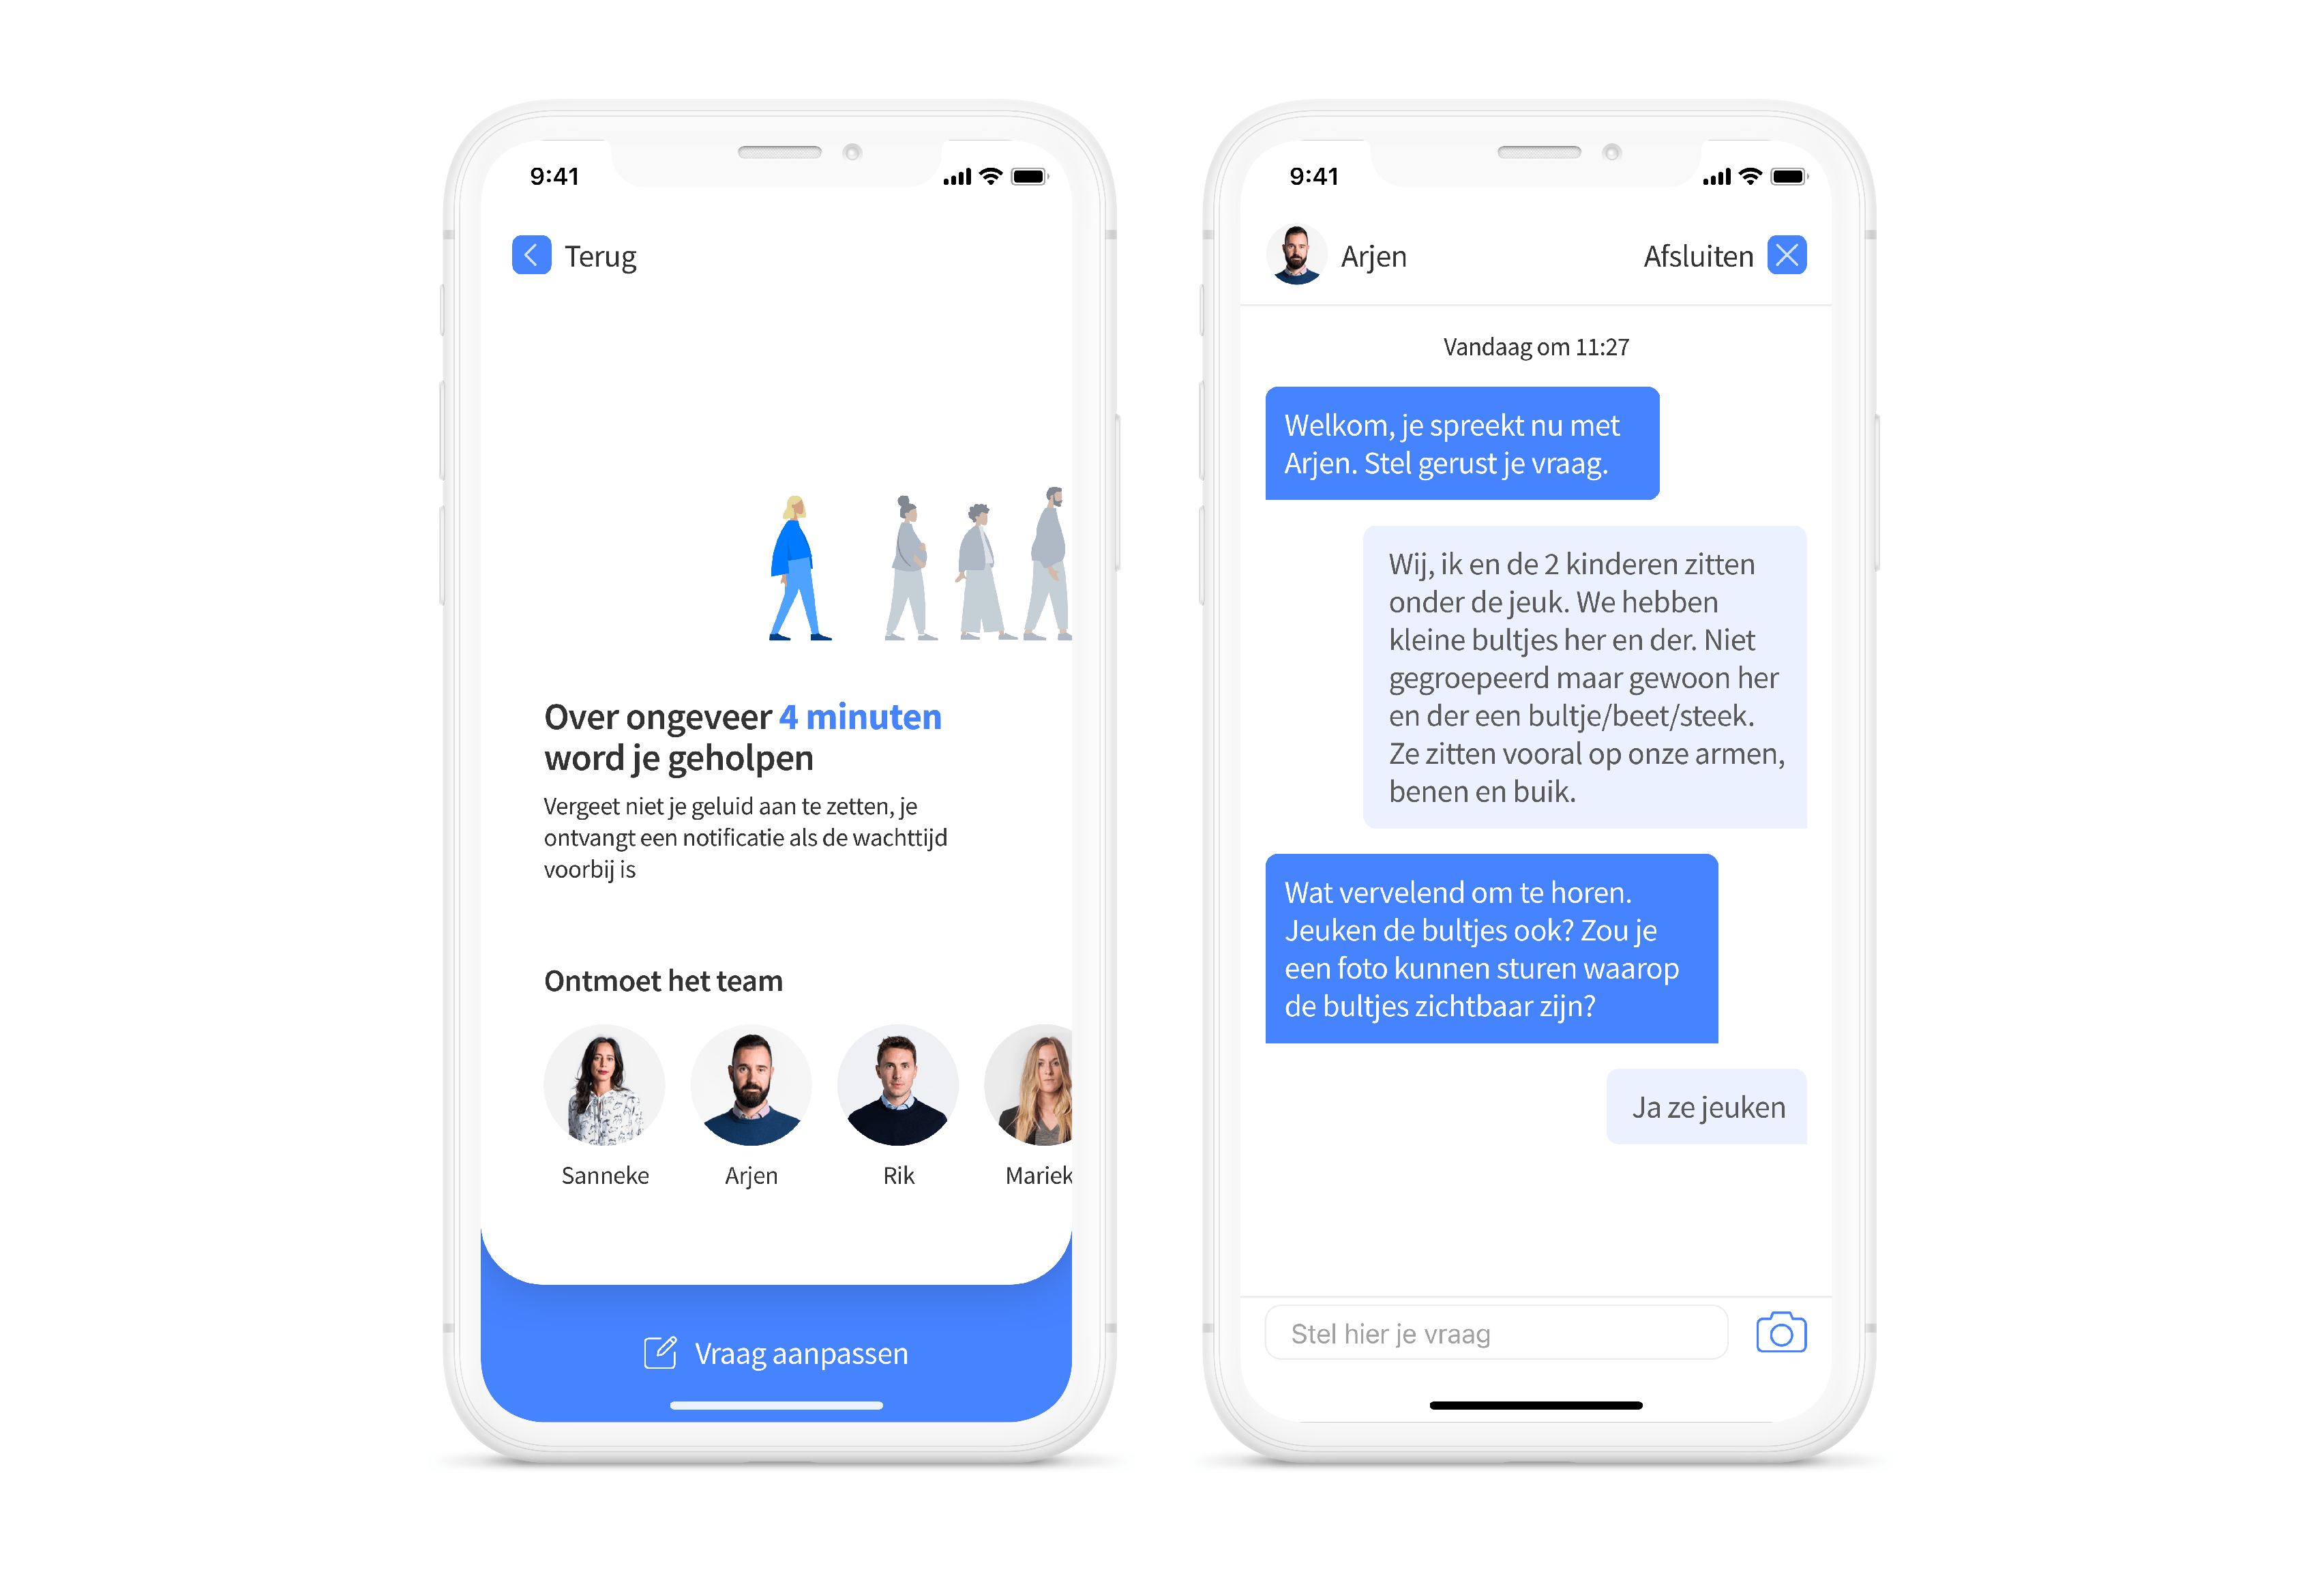 9:41
Terug
Over ongeveer 4 minuten
word je geholpen
Vergeet niet je geluid aan te zetten, je
ontvangt een notificatie als de wachttijd
voorbij is
Ontmoet het team
Sanneke
Arjen
Rik
Mariek
Vraag aanpassen
9:41
Arjen
Afsluiten
Vandaag om 11:27
Welkom, je spreekt nu met
Arjen. Stel gerust je vraag.
Wij, ik en de 2 kinderen zitten
onder de jeuk. We hebben
kleine bultjes her en der. Niet
gegroepeerd maar gewoon her
en der een bultje/beet/steek.
Ze zitten vooral op onze armen,
benen en buik.
Wat vervelend om te horen.
Jeuken de bultjes ook? Zou je
een foto kunnen sturen waarop
de bultjes zichtbaar zijn?
Ja ze jeuken
Stel hier je vraag